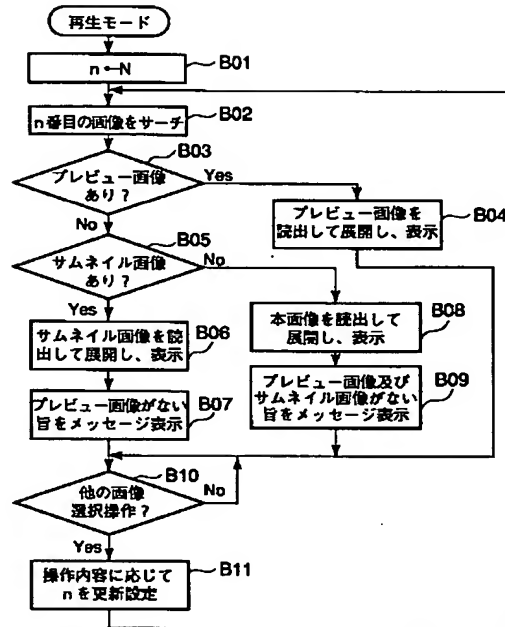 再生モード
n←N
B01
n番目の画像をサーチ
B02
プレビュー画像
あり?
B03
Yes
No
プレビュー画像を
読出して展開し、表示
B04
サムネイル画像
あり?
B05
No
Yes
サムネイル画像を読
出して展開し、表示
B06
本画像を読出して
展開し、表示
B08
プレビュー画像がない
旨をメッセージ表示
B07
プレビュー画像及び
サムネイル画像がない
旨をメッセージ表示
B09
他の画像
選択操作?
B10
No
Yes
操作内容に応じて
nを更新設定
B11